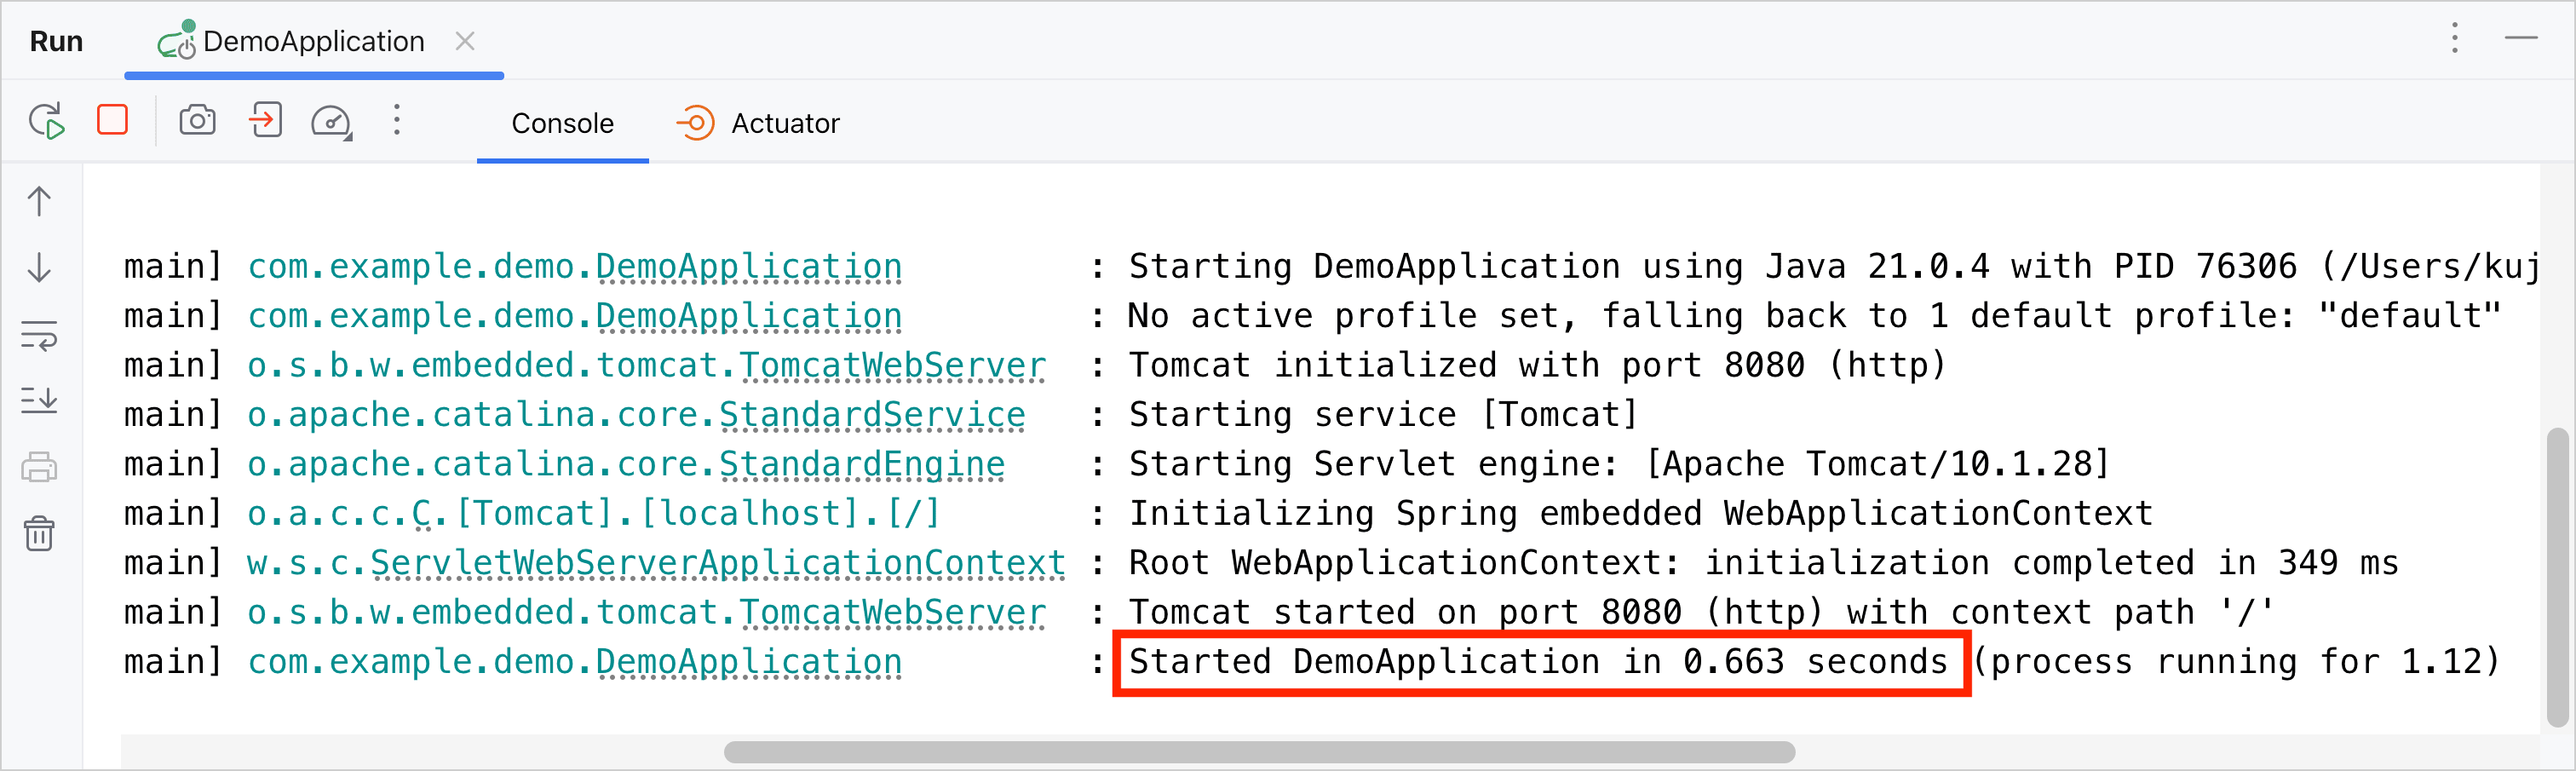 Run DemoApplication
Console Actuator
main] com.example.demo.DemoApplication : Starting DemoApplication using Java 21.0.4 with PID 76306 (/Users/kuj
main] com.example.demo.DemoApplication : No active profile set, falling back to 1 default profile: "default"
main] o.s.b.w.embedded.tomcat.TomcatWebServer : Tomcat initialized with port 8080 (http)
main] o.apache.catalina.core.StandardService : Starting service [Tomcat]
main] o.apache.catalina.core.StandardEngine : Starting Servlet engine: [Apache Tomcat/10.1.28]
main] o.a.c.c.C.[Tomcat].[localhost].[/] : Initializing Spring embedded WebApplicationContext
main] w.s.c.ServletWebServerApplicationContext : Root WebApplicationContext: initialization completed in 349 ms
main] o.s.b.w.embedded.tomcat.TomcatWebServer : Tomcat started on port 8080 (http) with context path '/'
main] com.example.demo.DemoApplication : Started DemoApplication in 0.663 seconds (process running for 1.12)